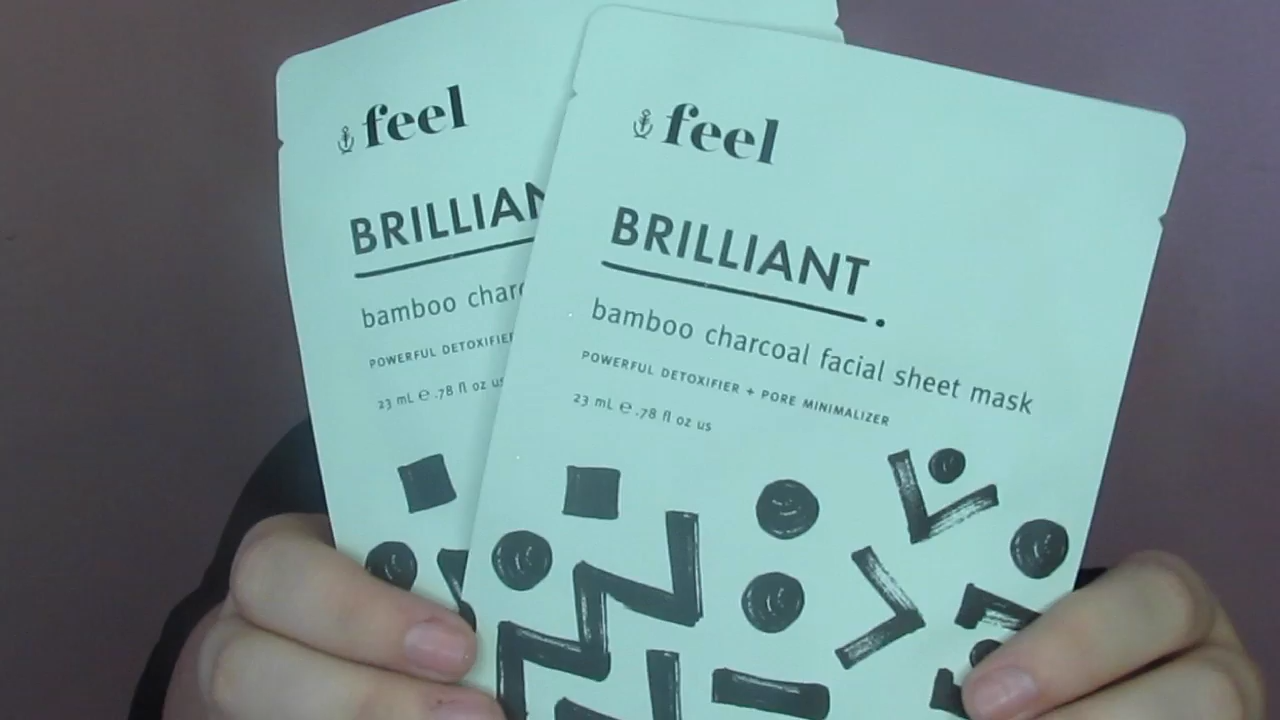 feel
BRILLIAN
bamboo charc
POWERFUL DETOXIFIER
23 mL e .78 fl oz us
feel
BRILLIANT.
bamboo charcoal facial sheet mask
POWERFUL DETOXIFIER + PORE MINIMALIZER
23 mL e .78 fl oz us